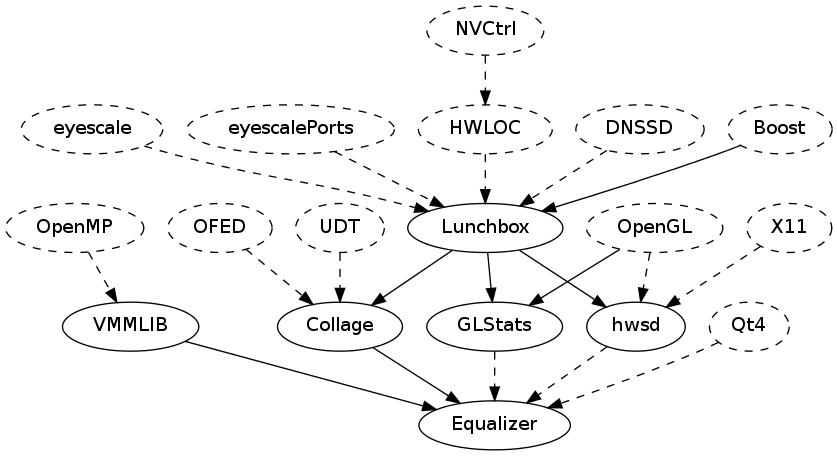 NVCtrl
eyescale
eyescalePorts
HWLOC
DNSSD
Boost
OpenMP
OFED
UDT
Lunchbox
OpenGL
X11
VMMLIB
Collage
GLStats
hwsd
Qt4
Equalizer